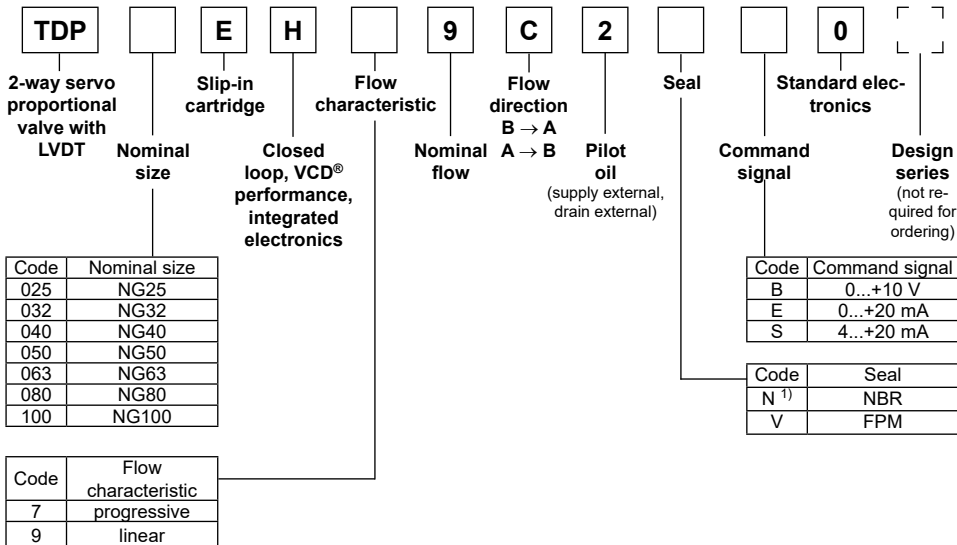 TDP E H 9 C 2 0
2-way servo
proportional
valve with
LVDT
Nominal
size
Slip-in
cartridge
Closed
loop, VCD®
performance,
integrated
electronics
Flow
characteristic
Nominal
flow
Flow
direction
B → A
A → B
Pilot
oil
(supply external,
drain external)
Seal
Command
signal
Standard elec-
tronics
Design
series
(not re-
quired for
ordering)
Code Nominal size
025 NG25
032 NG32
040 NG40
050 NG50
063 NG63
080 NG80
100 NG100
Code Command signal
B 0...+10 V
E 0...+20 mA
S 4...+20 mA
Code Seal
N 1) NBR
V FPM
Code Flow
characteristic
7 progressive
9 linear